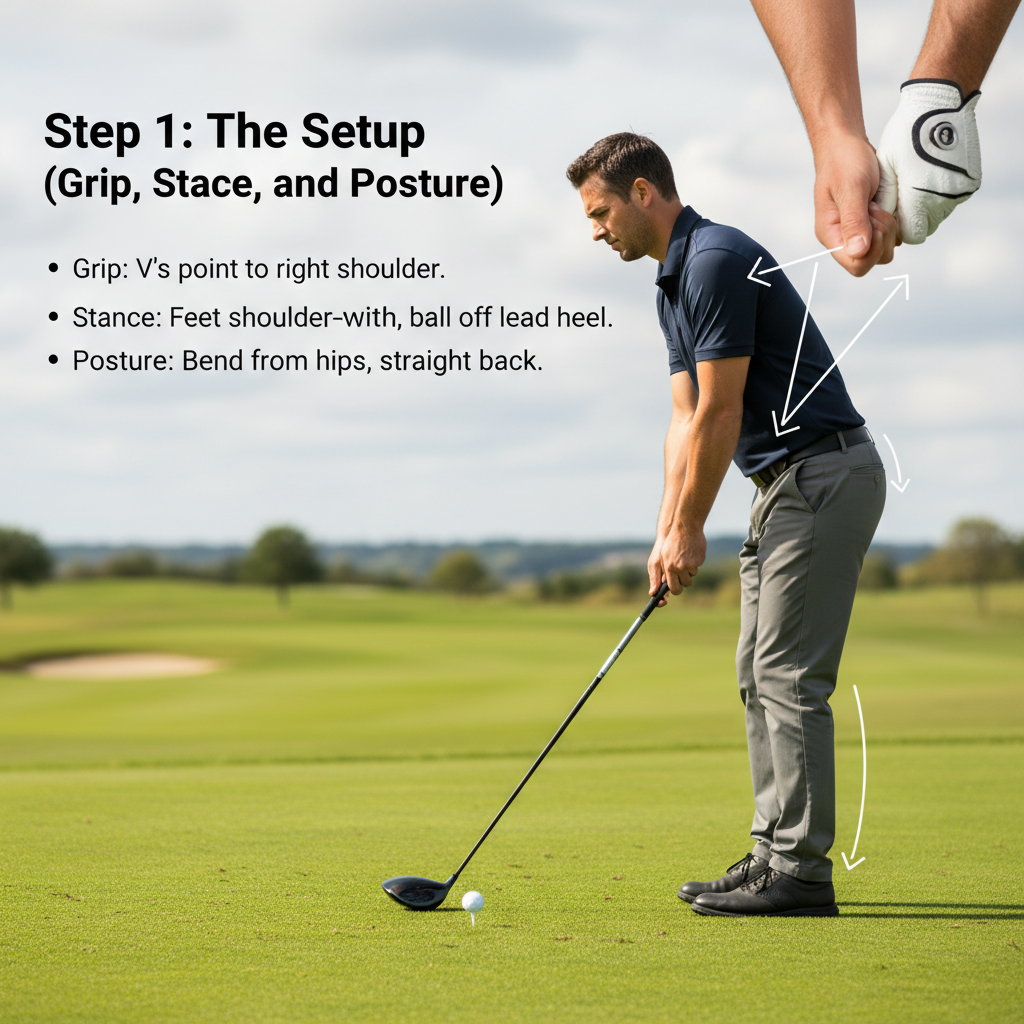 Step 1: The Setup
(Grip, Stace, and Posture)
• Grip: V's point to right shoulder.
• Stance: Feet shoulder-with, ball off lead heel.
• Posture: Bend from hips, straight back.